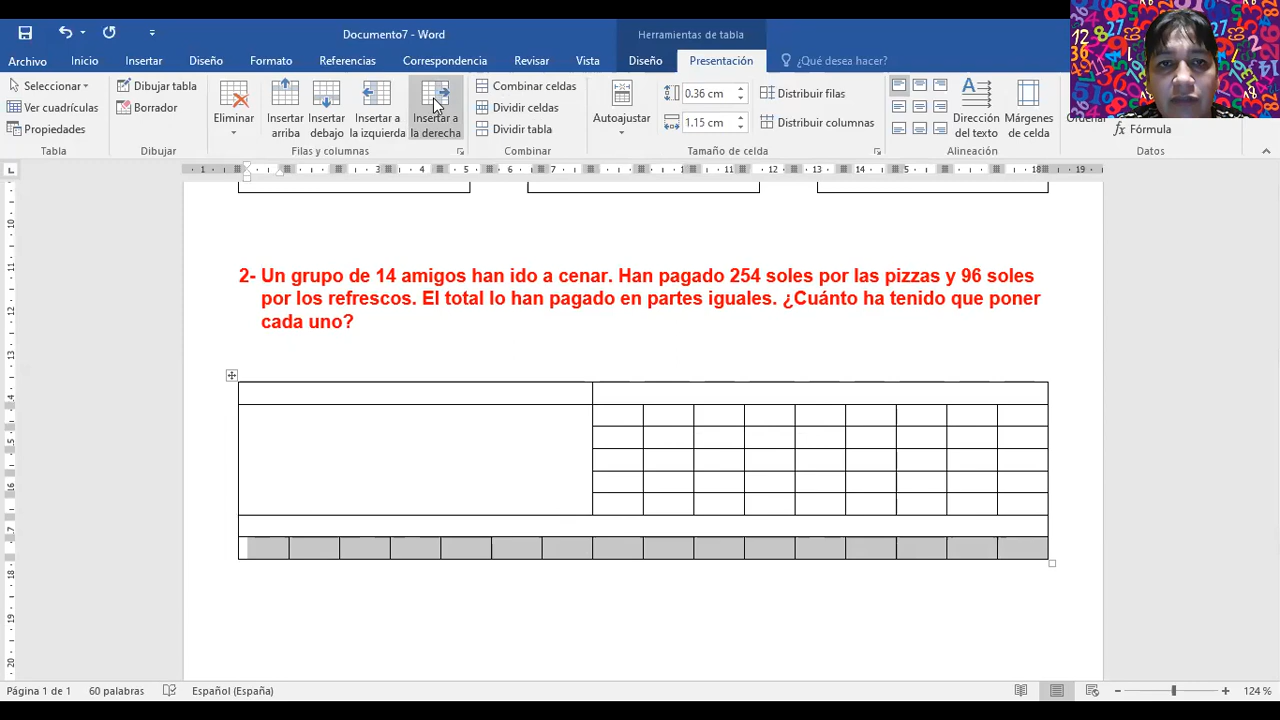 Documento7 - Word
Herramientas de tabla
Archivo
Inicio
Insertar
Diseño
Formato
Referencias
Correspondencia
Revisar
Vista
Diseño
Presentación
¿Qué desea hacer?
Seleccionar
Ver cuadrículas
Propiedades
Tabla
Dibujar tabla
Borrador
Dibujar
Eliminar
Insertar arriba
Insertar debajo
Insertar a la izquierda
Insertar a la derecha
Filas y columnas
Combinar celdas
Dividir celdas
Dividir tabla
Combinar
Autoajustar
0.36 cm
1.15 cm
Distribuir filas
Distribuir columnas
Tamaño de celda
Dirección del texto
Márgenes de celda
Alineación
Ordenar
Fórmula
Datos
2- Un grupo de 14 amigos han ido a cenar. Han pagado 254 soles por las pizzas y 96 soles
por los refrescos. El total lo han pagado en partes iguales. ¿Cuánto ha tenido que poner
cada uno?
Página 1 de 1
60 palabras
Español (España)
124 %